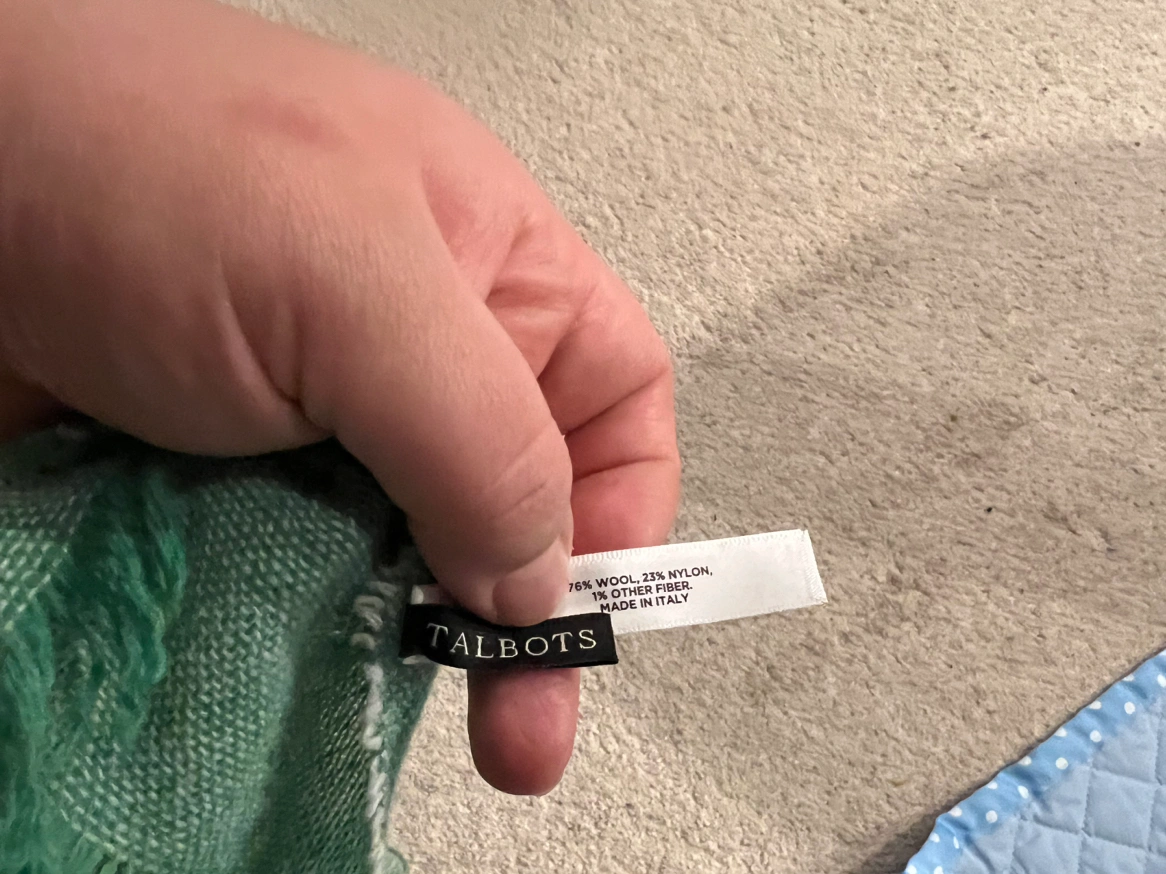 76% WOOL, 23% NYLON,
1% OTHER FIBER.
MADE IN ITALY
TALBOTS